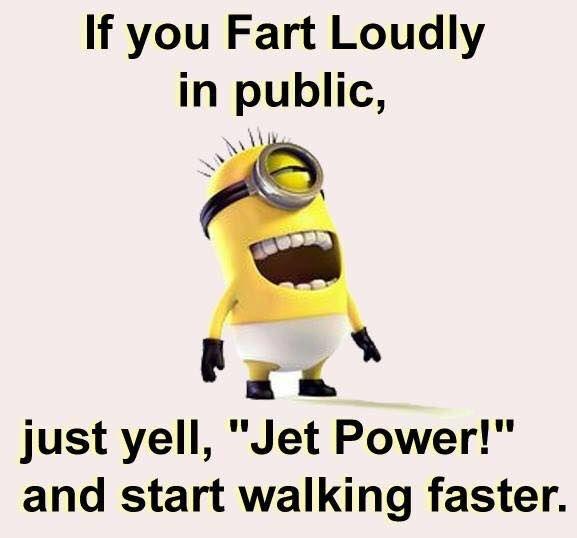 If you Fart Loudly
in public,
just yell, "Jet Power!"
and start walking faster.